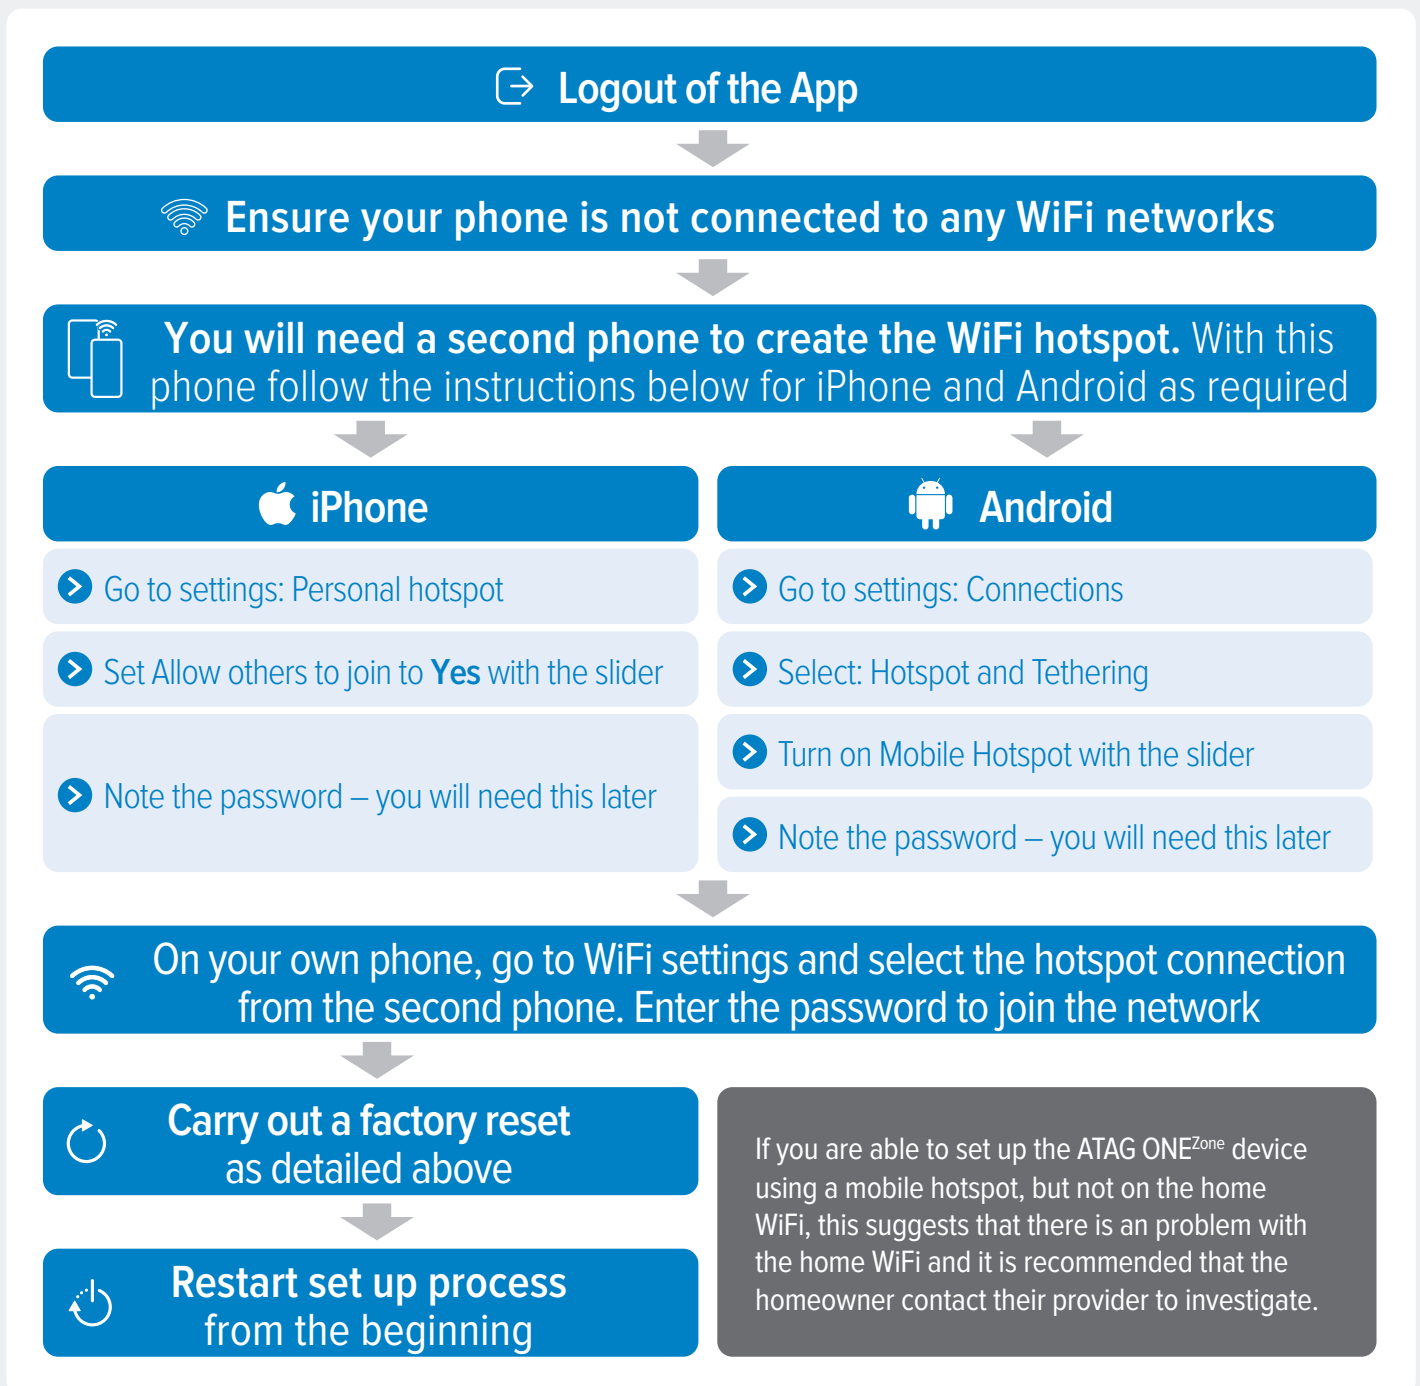 Logout of the App
Ensure your phone is not connected to any WiFi networks
You will need a second phone to create the WiFi hotspot. With this
phone follow the instructions below for iPhone and Android as required
iPhone
Go to settings: Personal hotspot
Set Allow others to join to Yes with the slider
Note the password – you will need this later
Android
Go to settings: Connections
Select: Hotspot and Tethering
Turn on Mobile Hotspot with the slider
Note the password – you will need this later
On your own phone, go to WiFi settings and select the hotspot connection
from the second phone. Enter the password to join the network
Carry out a factory reset
as detailed above
Restart set up process
from the beginning
If you are able to set up the ATAG ONEZone device
using a mobile hotspot, but not on the home
WiFi, this suggests that there is an problem with
the home WiFi and it is recommended that the
homeowner contact their provider to investigate.